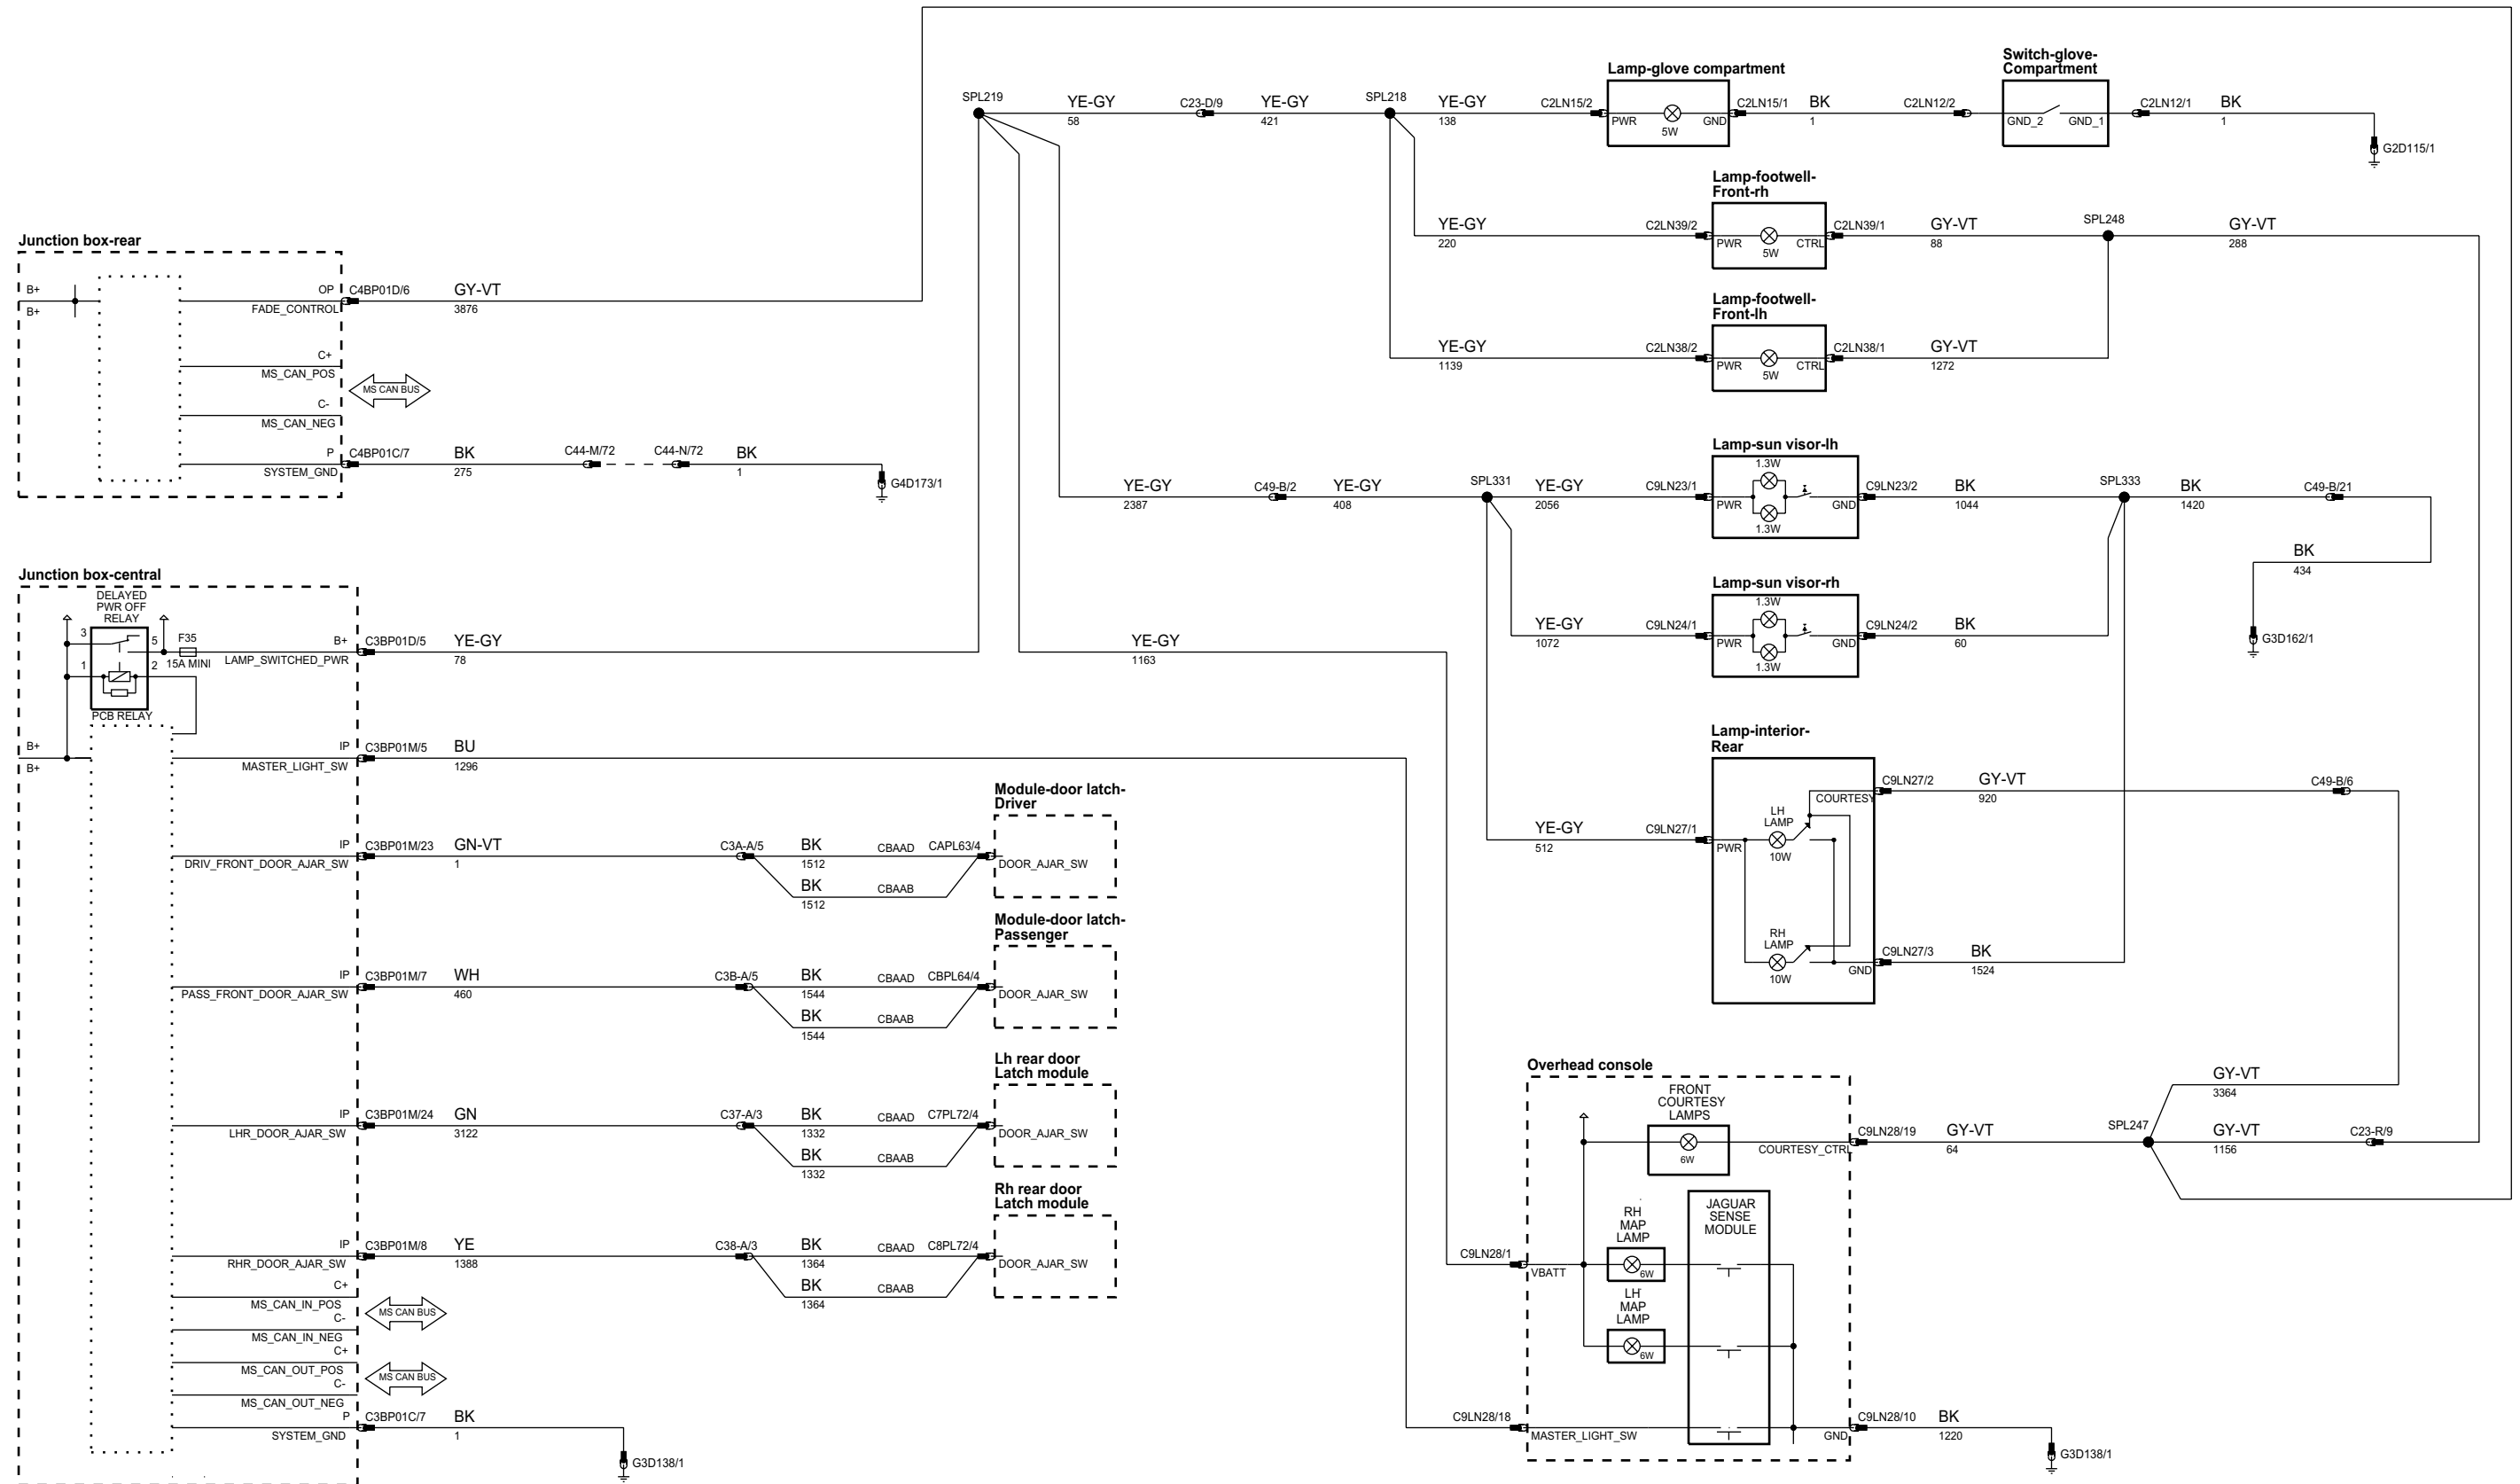 Junction box-rear
B+
B+
OP
C4BP01D/6
GY-VT
FADE_CONTROL
3876
C+
MS_CAN_POS
MS CAN BUS
C-
MS_CAN_NEG
P
C4BP01C/7
BK
C44-M/72
C44-N/72
BK
SYSTEM_GND
275
1
G4D173/1
Junction box-central
DELAYED
PWR OFF
RELAY
3
5
F35
1
2
15A MINI
PCB RELAY
B+
C3BP01D/5
YE-GY
LAMP_SWITCHED_PWR
78
B+
B+
IP
C3BP01M/5
BU
MASTER_LIGHT_SW
1296
IP
C3BP01M/23
GN-VT
DRIV_FRONT_DOOR_AJAR_SW
1
C3A-A/5
BK
CBAAD
CAPL63/4
1512
BK
CBAAB
1512
Module-door latch-
Driver
DOOR_AJAR_SW
IP
C3BP01M/7
WH
PASS_FRONT_DOOR_AJAR_SW
460
C3B-A/5
BK
CBAAD
CBPL64/4
1544
BK
CBAAB
1544
Module-door latch-
Passenger
DOOR_AJAR_SW
IP
C3BP01M/24
GN
LHR_DOOR_AJAR_SW
3122
C37-A/3
BK
CBAAD
C7PL72/4
1332
BK
CBAAB
1332
Lh rear door
Latch module
DOOR_AJAR_SW
IP
C3BP01M/8
YE
RHR_DOOR_AJAR_SW
1388
C38-A/3
BK
CBAAD
C8PL72/4
1364
BK
CBAAB
1364
Rh rear door
Latch module
DOOR_AJAR_SW
C+
MS_CAN_IN_POS
MS CAN BUS
C-
MS_CAN_IN_NEG
C+
MS_CAN_OUT_POS
MS CAN BUS
C-
MS_CAN_OUT_NEG
P
C3BP01C/7
BK
SYSTEM_GND
1
G3D138/1
SPL219
YE-GY
58
C23-D/9
YE-GY
421
SPL218
YE-GY
138
C2LN15/2
Lamp-glove compartment
PWR
5W
GND
C2LN15/1
BK
1
C2LN12/2
Switch-glove-
Compartment
GND_2
GND_1
C2LN12/1
BK
1
G2D115/1
YE-GY
220
C2LN39/2
Lamp-footwell-
Front-rh
PWR
5W
CTRL
C2LN39/1
GY-VT
88
SPL248
GY-VT
288
YE-GY
1139
C2LN38/2
Lamp-footwell-
Front-lh
PWR
5W
CTRL
C2LN38/1
GY-VT
1272
YE-GY
2387
C49-B/2
YE-GY
408
SPL331
YE-GY
2056
C9LN23/1
Lamp-sun visor-lh
1.3W
PWR
GND
1.3W
C9LN23/2
BK
1044
SPL333
BK
1420
C49-B/21
BK
434
G3D162/1
YE-GY
1072
C9LN24/1
Lamp-sun visor-rh
1.3W
PWR
GND
1.3W
C9LN24/2
BK
60
YE-GY
1163
YE-GY
512
C9LN27/1
Lamp-interior-
Rear
PWR
LH
LAMP
10W
COURTESY
RH
LAMP
10W
GND
C9LN27/2
GY-VT
920
C49-B/6
C9LN27/3
BK
1524
GY-VT
3364
Overhead console
FRONT
COURTESY
LAMPS
6W
COURTESY_CTRL
C9LN28/19
GY-VT
64
SPL247
GY-VT
1156
C23-R/9
C9LN28/1
VBATT
RH
MAP
LAMP
6W
LH
MAP
LAMP
6W
JAGUAR
SENSE
MODULE
C9LN28/18
MASTER_LIGHT_SW
GND
C9LN28/10
BK
1220
G3D138/1